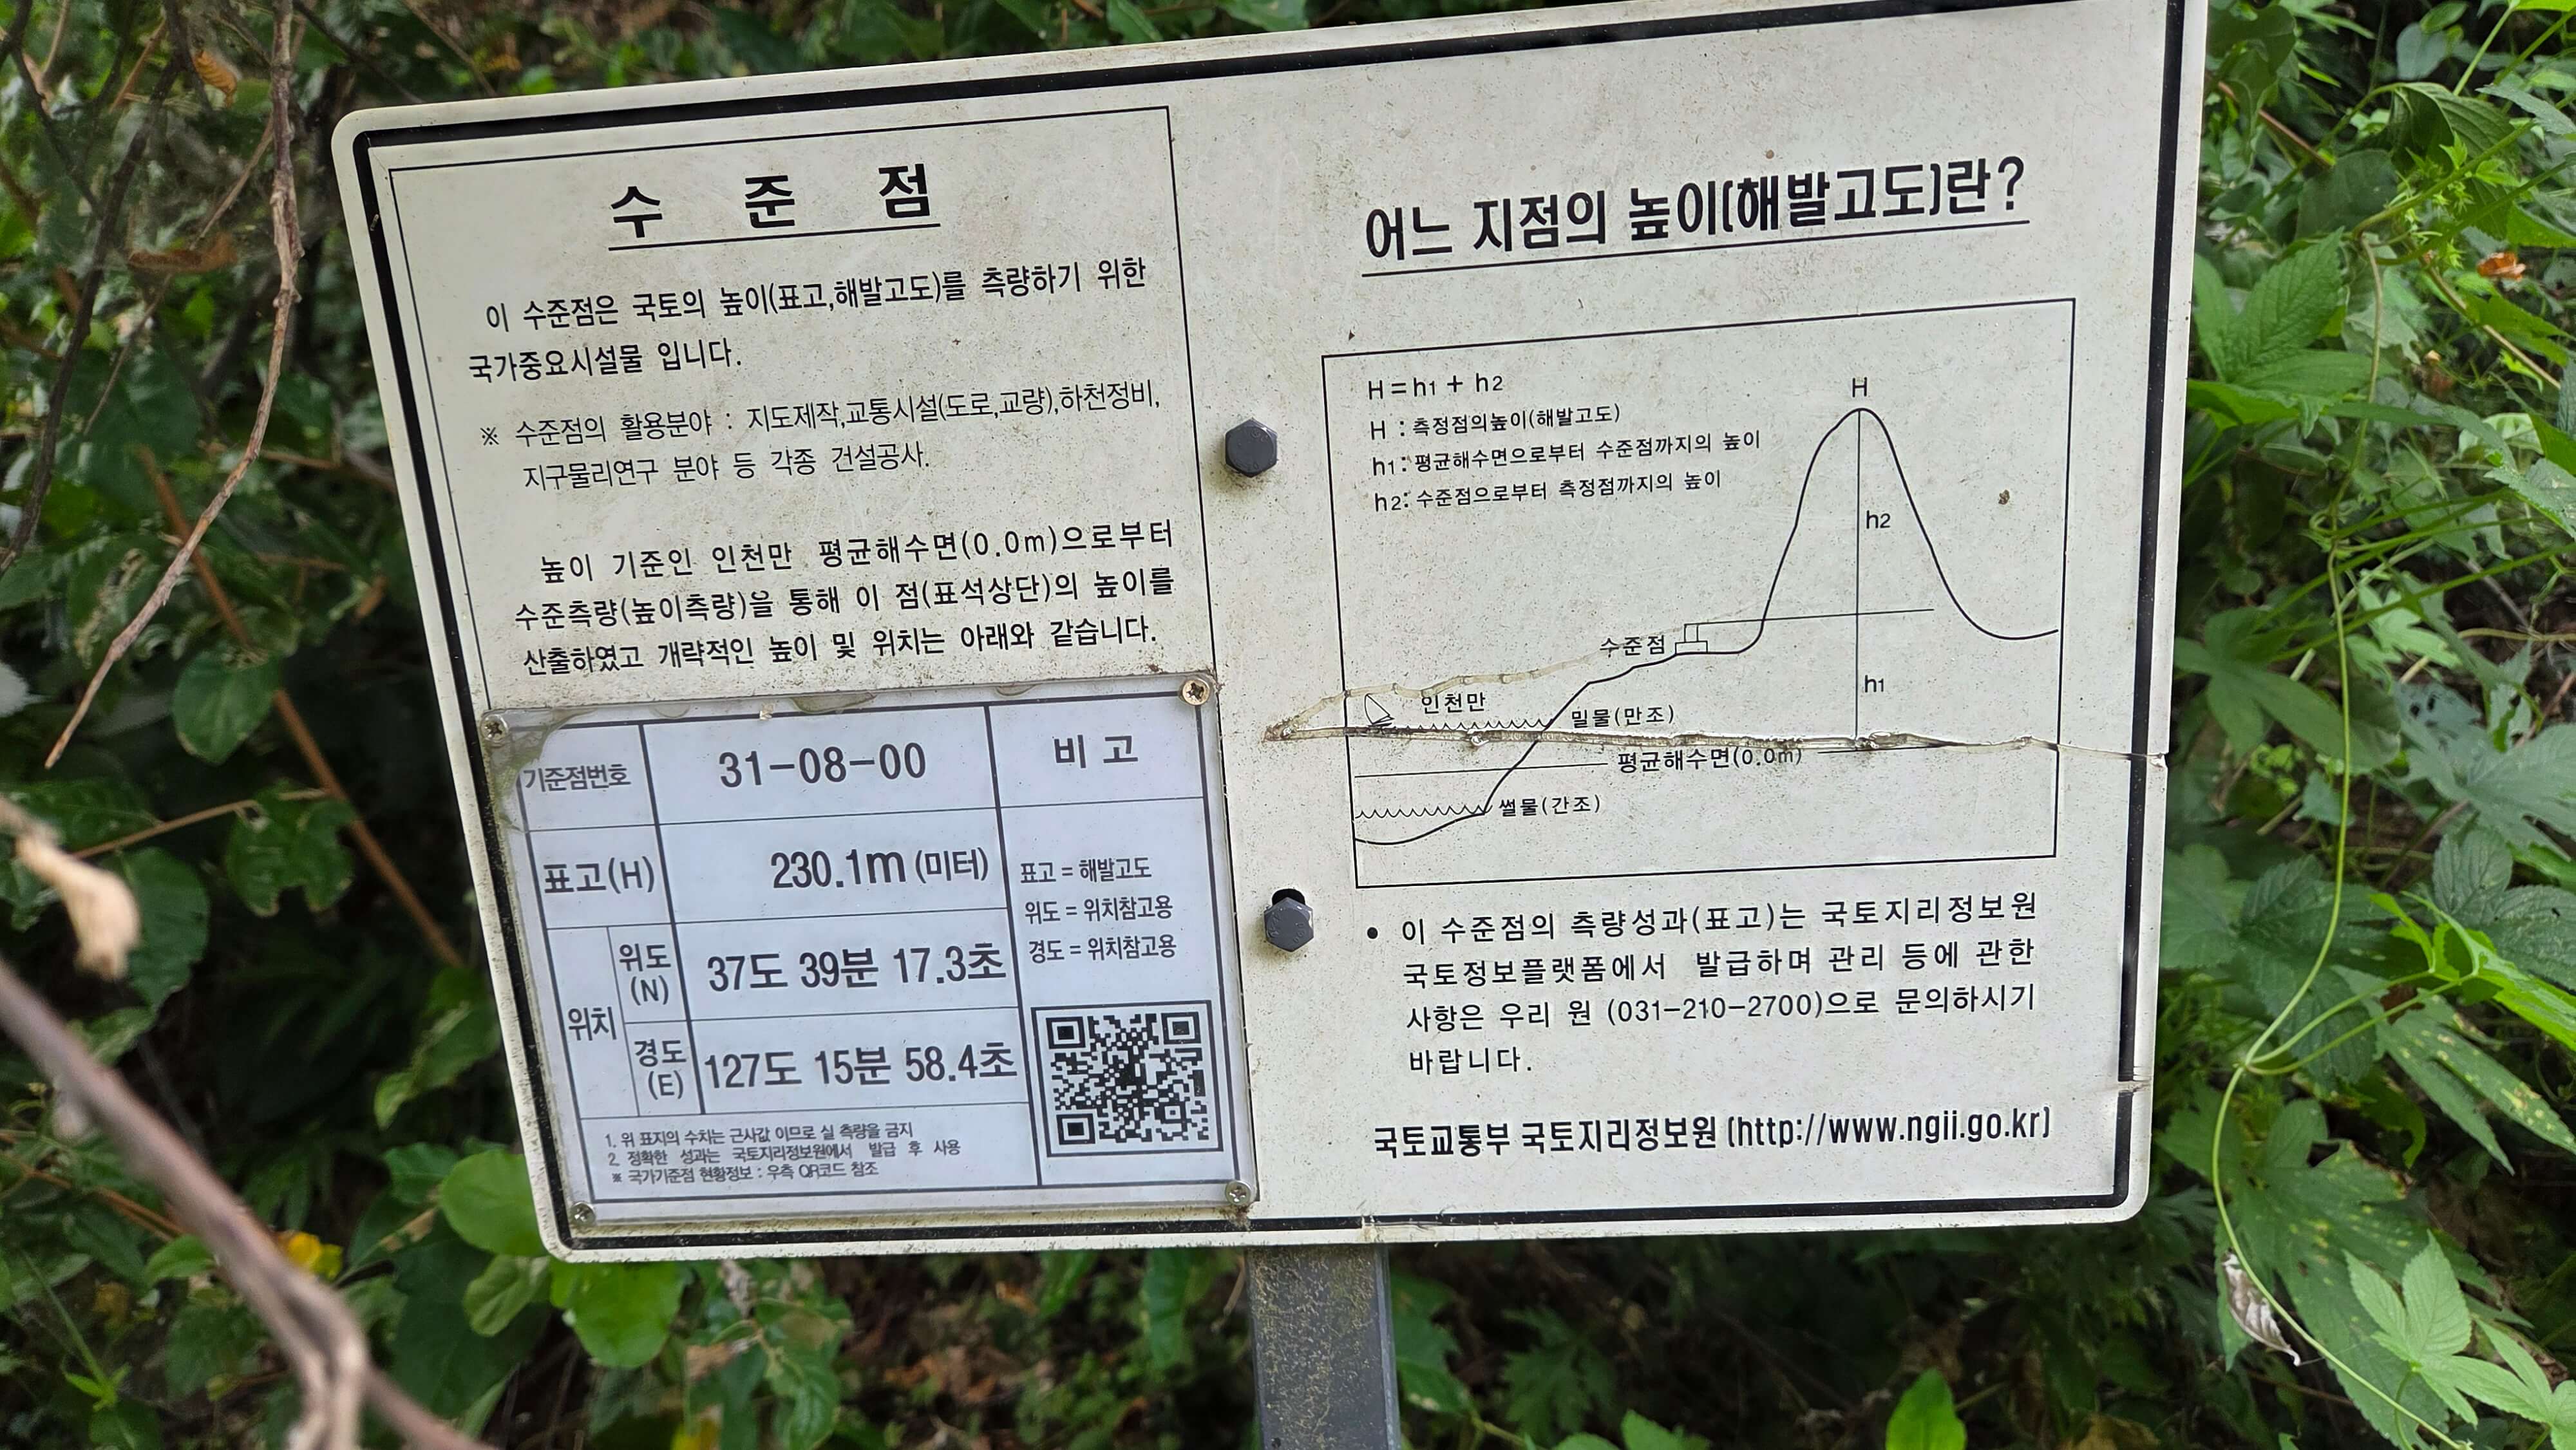 수 준 점
이 수준점은 국토의 높이(표고,해발고도)를 측량하기 위한
국가중요시설물 입니다.
※ 수준점의 활용분야 : 지도제작,교통시설(도로,교량),하천정비,
지구물리연구 분야 등 각종 건설공사.
높이 기준인 인천만 평균해수면(0.0m)으로부터
수준측량(높이측량)을 통해 이 점(표석상단)의 높이를
산출하였고 개략적인 높이 및 위치는 아래와 같습니다.
기준점번호 31-08-00 비 고
표고(H) 230.1m (미터)
표고 = 해발고도
위도 = 위치참고용
경도 = 위치참고용
위치
위도
(N)
37도 39분 17.3초
경도
(E)
127도 15분 58.4초
1. 위 표지의 수치는 근사값 이므로 실 측량을 금지
2. 정확한 성과는 국토지리정보원에서 발급 후 사용
※ 국가기준점 현황정보 : 우측 QR코드 참조
어느 지점의 높이(해발고도)란?
H=h1 + h2
H : 측정점의높이(해발고도)
h1: 평균해수면으로부터 수준점까지의 높이
h2: 수준점으로부터 측정점까지의 높이
H
h2
수준점
h1
인천만
밀물(만조)
평균해수면(0.0m)
썰물(간조)
• 이 수준점의 측량성과(표고)는 국토지리정보원
국토정보플랫폼에서 발급하며 관리 등에 관한
사항은 우리 원 (031-210-2700)으로 문의하시기
바랍니다.
국토교통부 국토지리정보원 (http://www.ngii.go.kr)